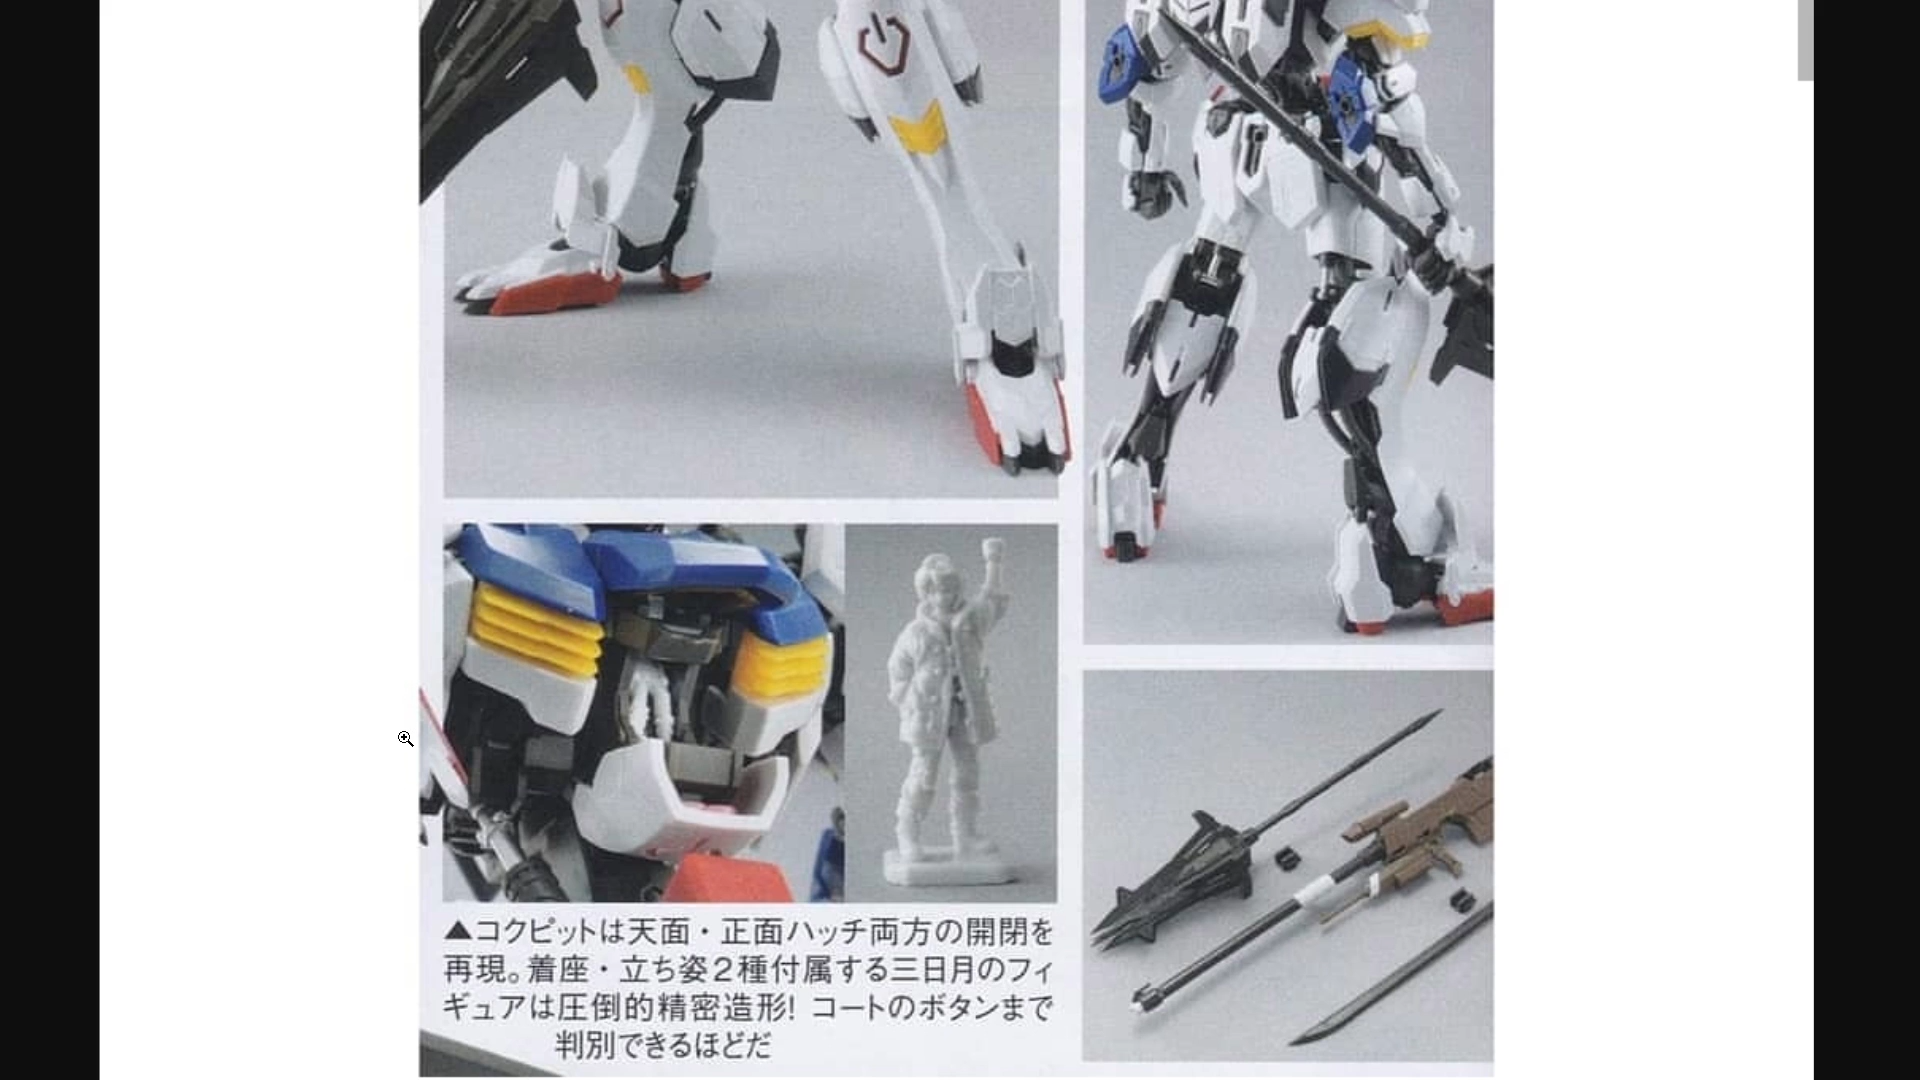 ▲コクピットは天面・正面ハッチ両方の開閉を
再現。着座・立ち姿２種付属する三日月のフィ
ギュアは圧倒的精密造形! コートのボタンまで
判別できるほどだ